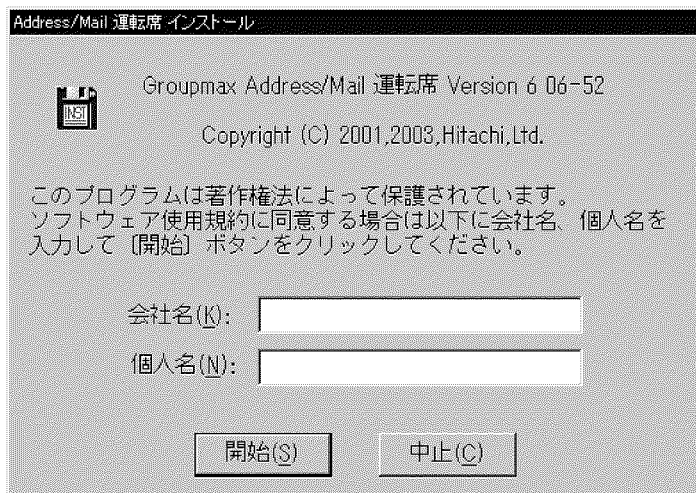 Address/Mail 運転席 インストール
INST
Groupmax Address/Mail 運転席 Version 6 06-52
Copyright (C) 2001,2003,Hitachi,Ltd.
このプログラムは著作権法によって保護されています。
ソフトウェア使用規約に同意する場合は以下に会社名、個人名を
入力して〔開始〕ボタンをクリックしてください。
会社名(K):
個人名(N):
開始(S) 中止(C)